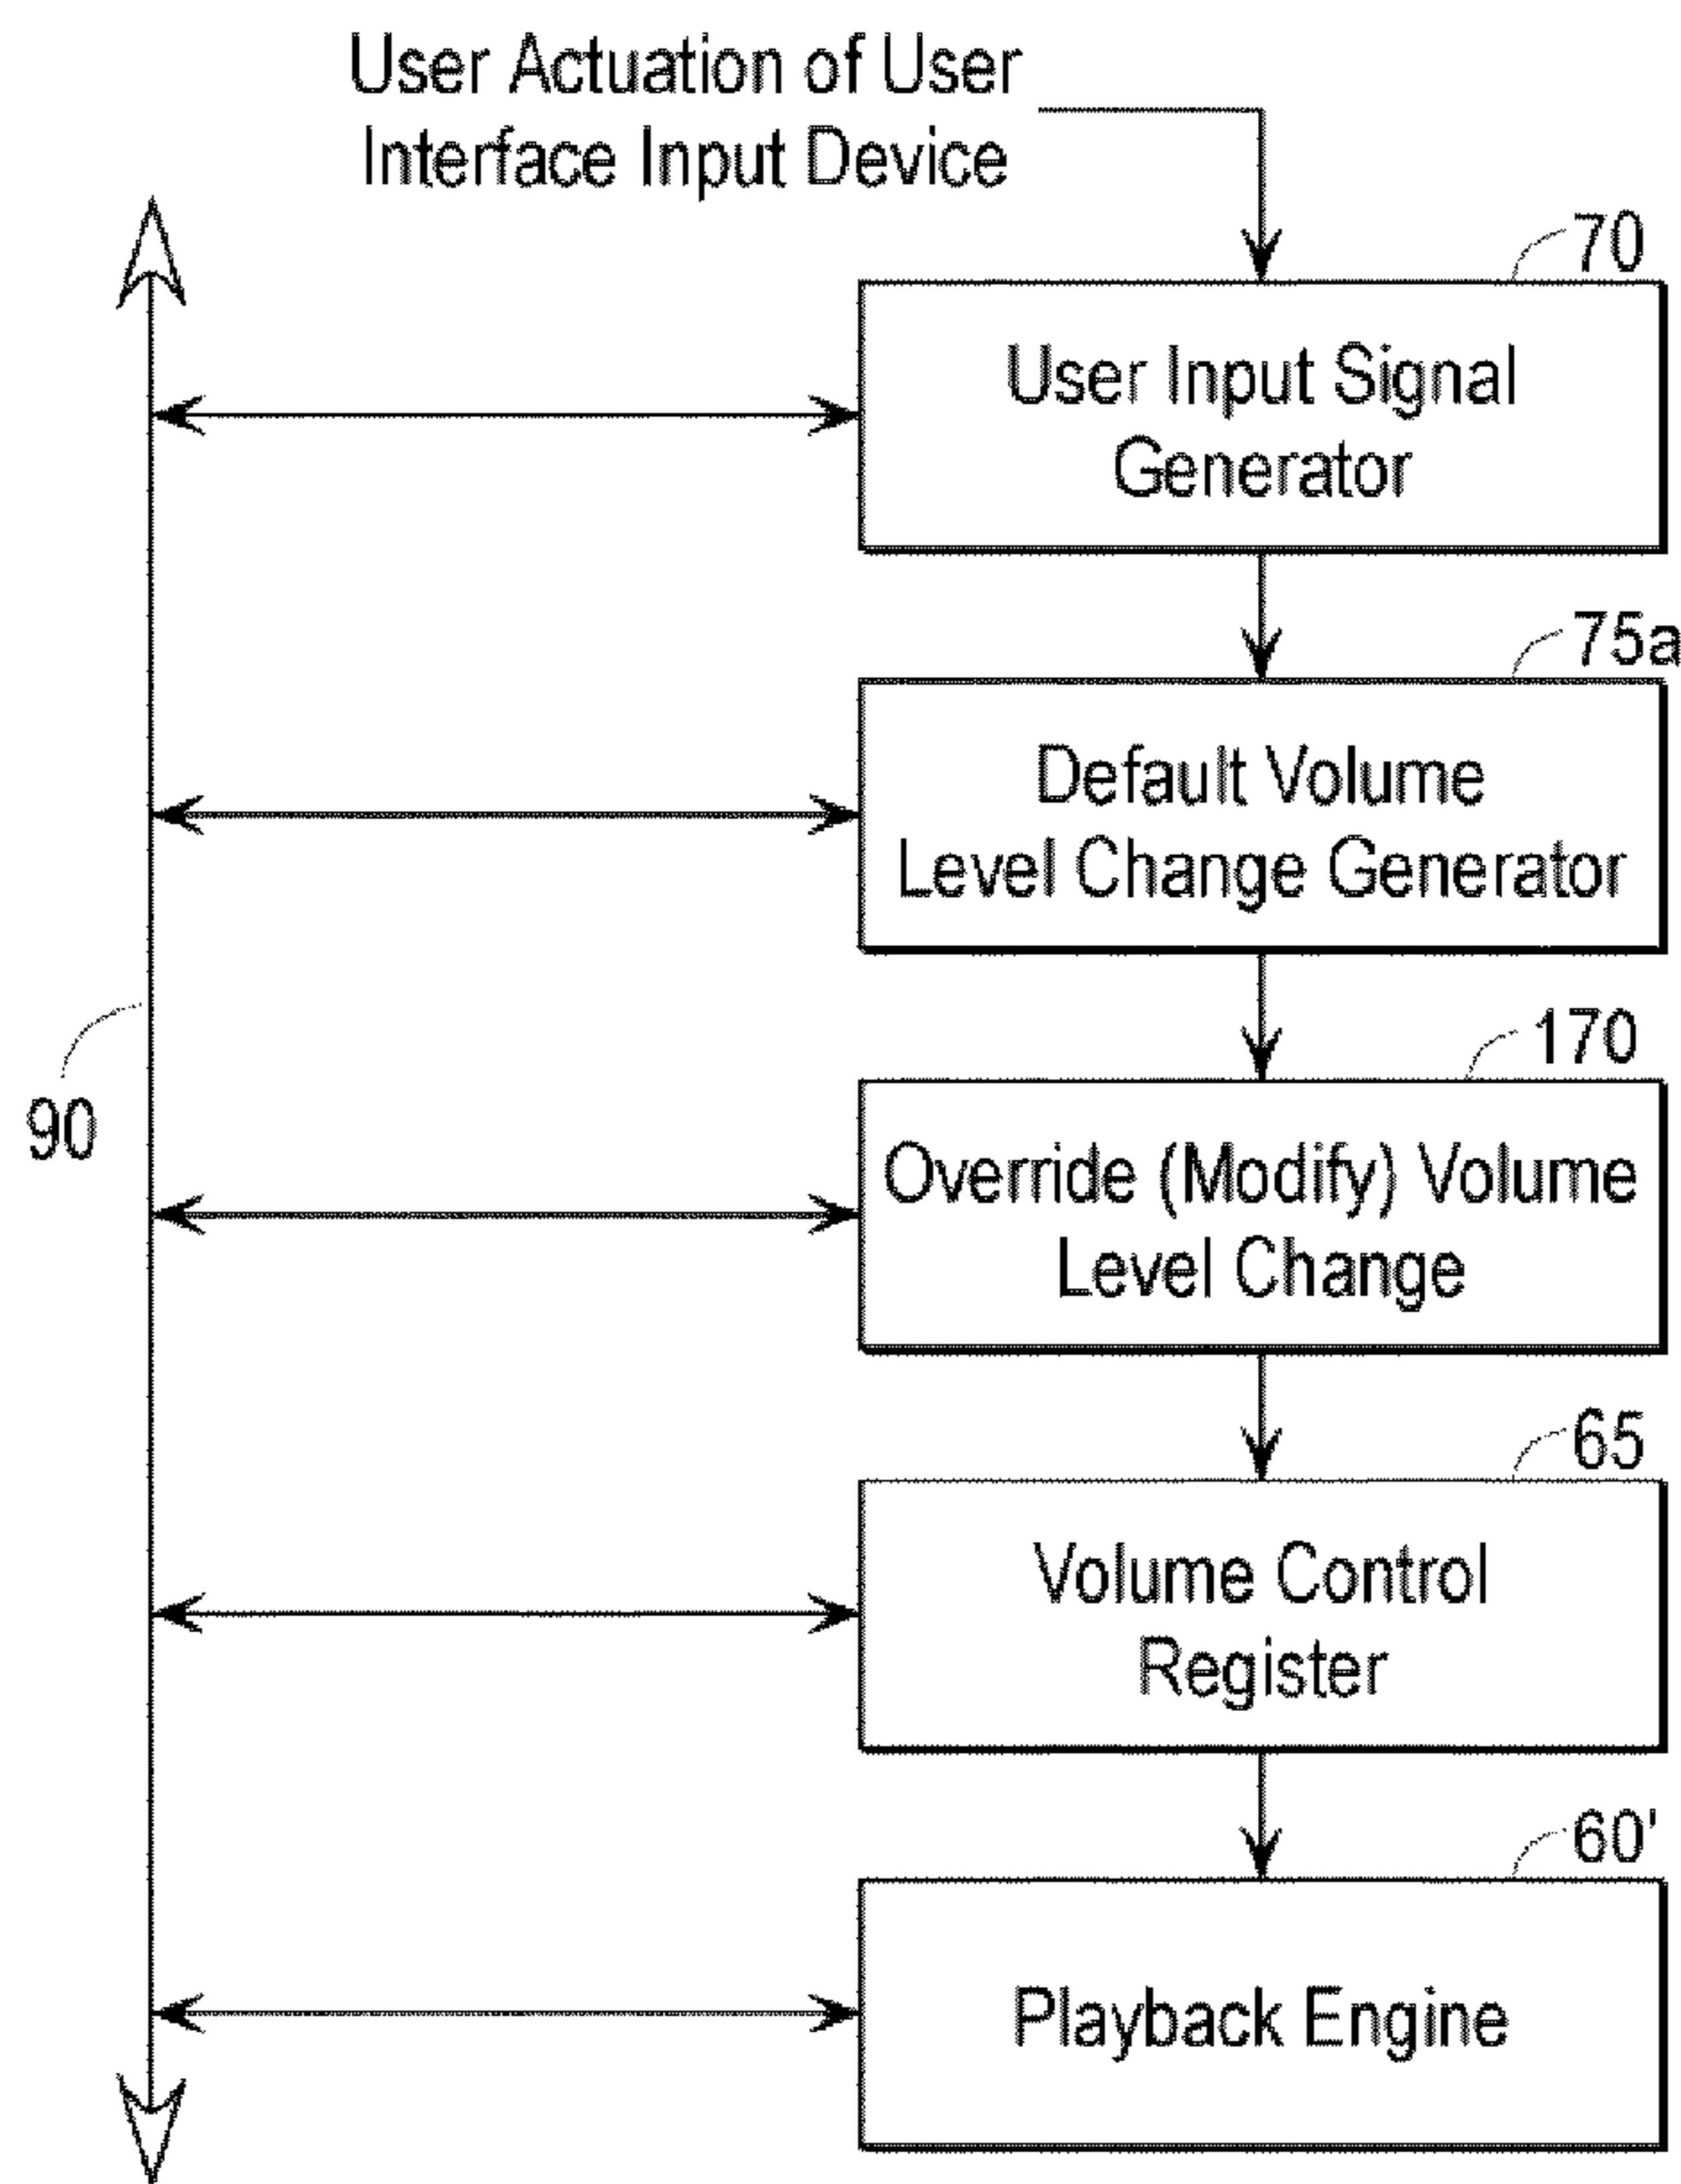 User Actuation of User
Interface Input Device
70
User Input Signal
Generator
75a
Default Volume
Level Change Generator
170
Override (Modify) Volume
Level Change
90
65
Volume Control
Register
60'
Playback Engine